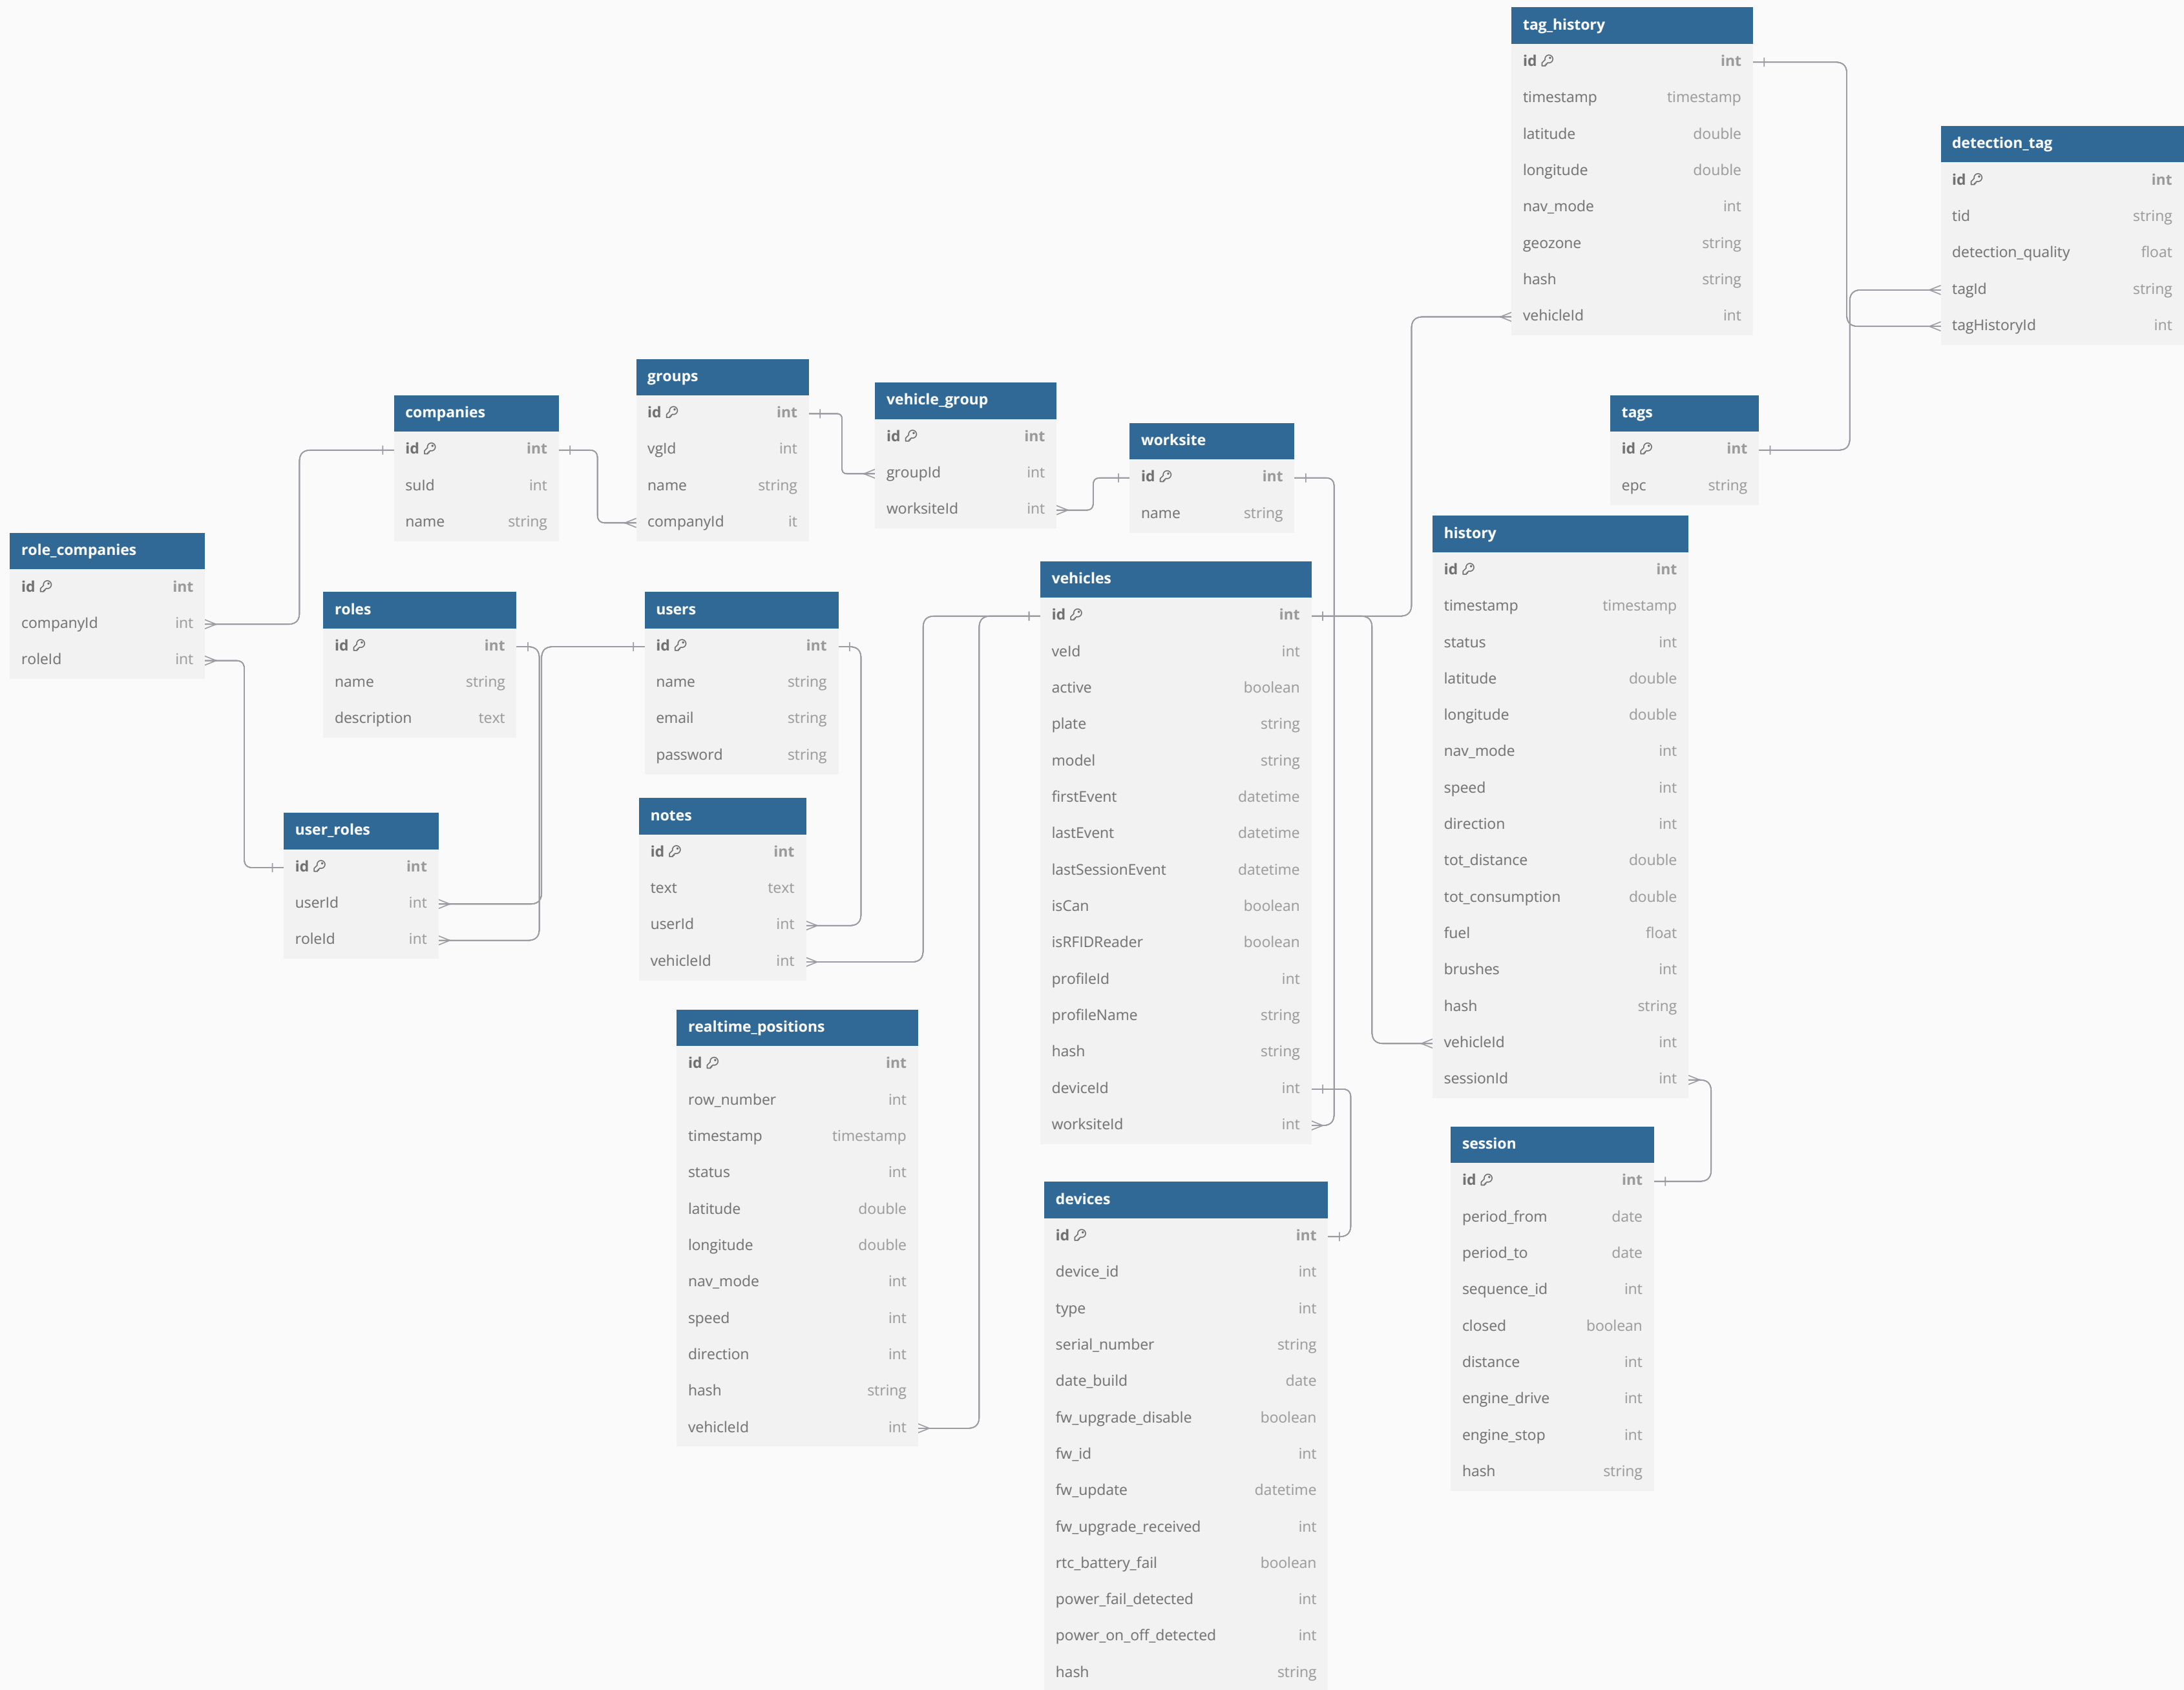 tag_history
id int
timestamp timestamp
latitude double
longitude double
nav_mode int
geozone string
hash string
vehicleId int
detection_tag
id int
tid string
detection_quality float
tagId string
tagHistoryId int
groups
id int
vgId int
name string
companyId it
vehicle_group
id int
groupId int
worksiteId int
companies
id int
suId int
name string
tags
id int
epc string
worksite
id int
name string
history
id int
timestamp timestamp
status int
latitude double
longitude double
nav_mode int
speed int
direction int
tot_distance double
tot_consumption double
fuel float
brushes int
hash string
vehicleId int
sessionId int
role_companies
id int
companyId int
roleId int
vehicles
id int
veId int
active boolean
plate string
model string
firstEvent datetime
lastEvent datetime
lastSessionEvent datetime
isCan boolean
isRFIDReader boolean
profileId int
profileName string
hash string
deviceId int
worksiteId int
roles
id int
name string
description text
users
id int
name string
email string
password string
notes
id int
text text
userId int
vehicleId int
user_roles
id int
userId int
roleId int
realtime_positions
id int
row_number int
timestamp timestamp
status int
latitude double
longitude double
nav_mode int
speed int
direction int
hash string
vehicleId int
session
id int
period_from date
period_to date
sequence_id int
closed boolean
distance int
engine_drive int
engine_stop int
hash string
devices
id int
device_id int
type int
serial_number string
date_build date
fw_upgrade_disable boolean
fw_id int
fw_update datetime
fw_upgrade_received int
rtc_battery_fail boolean
power_fail_detected int
power_on_off_detected int
hash string